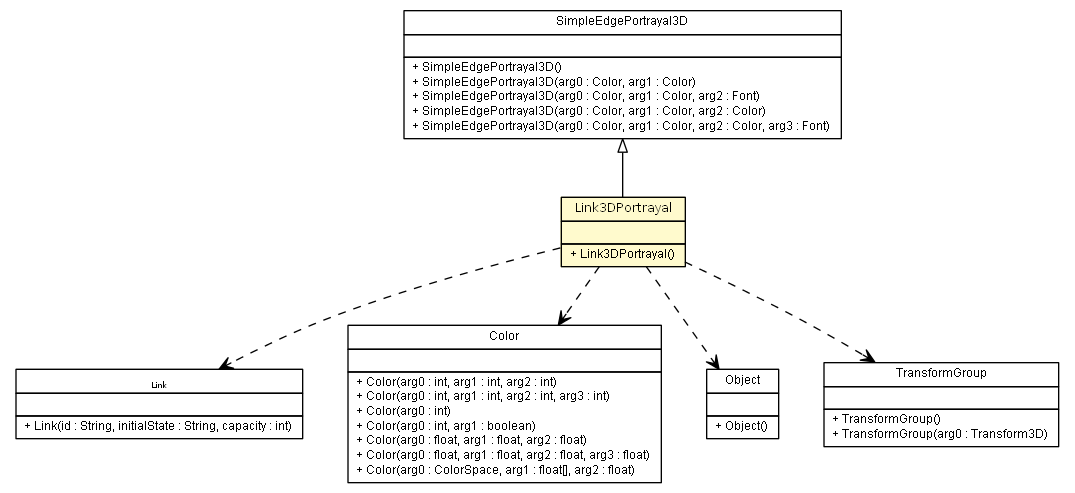 SimpleEdgePortrayal3D
+ SimpleEdgePortrayal3D()
+ SimpleEdgePortrayal3D(arg0 : Color, arg1 : Color)
+ SimpleEdgePortrayal3D(arg0 : Color, arg1 : Color, arg2 : Font)
+ SimpleEdgePortrayal3D(arg0 : Color, arg1 : Color, arg2 : Color)
+ SimpleEdgePortrayal3D(arg0 : Color, arg1 : Color, arg2 : Color, arg3 : Font)
Link3DPortrayal
+ Link3DPortrayal()
Link
+ Link(id : String, initialState : String, capacity : int)
Color
+ Color(arg0 : int, arg1 : int, arg2 : int)
+ Color(arg0 : int, arg1 : int, arg2 : int, arg3 : int)
+ Color(arg0 : int)
+ Color(arg0 : int, arg1 : boolean)
+ Color(arg0 : float, arg1 : float, arg2 : float)
+ Color(arg0 : float, arg1 : float, arg2 : float, arg3 : float)
+ Color(arg0 : ColorSpace, arg1 : float[], arg2 : float)
Object
+ Object()
TransformGroup
+ TransformGroup()
+ TransformGroup(arg0 : Transform3D)